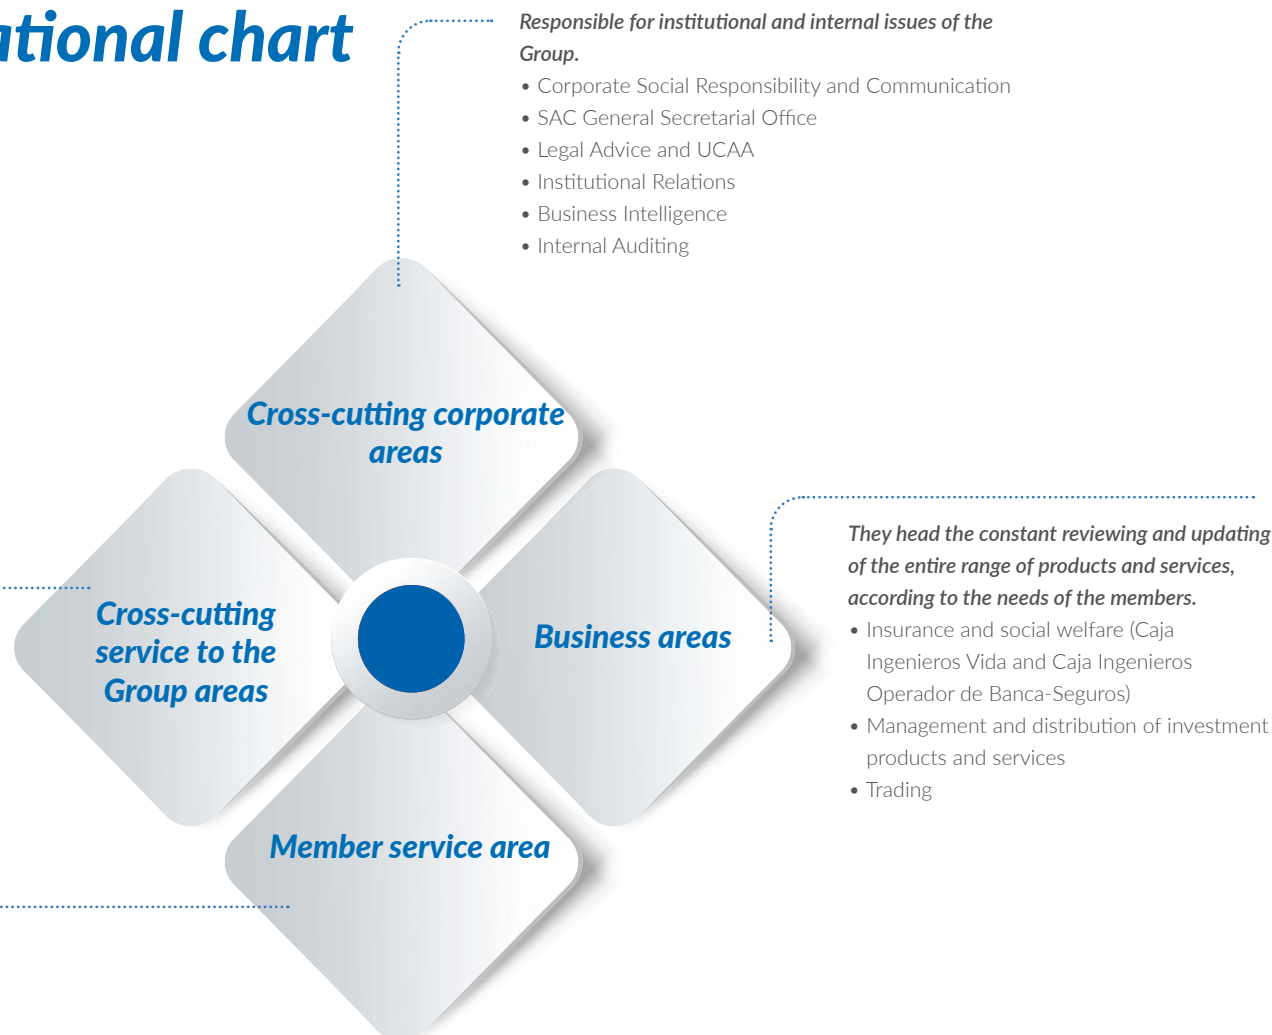 ational chart
Responsible for institutional and internal issues of the
Group.
• Corporate Social Responsibility and Communication
• SAC General Secretarial Office
• Legal Advice and UCAA
• Institutional Relations
• Business Intelligence
• Internal Auditing
Cross-cutting corporate
areas
They head the constant reviewing and updating
of the entire range of products and services,
according to the needs of the members.
• Insurance and social welfare (Caja
Ingenieros Vida and Caja Ingenieros
Operador de Banca-Seguros)
• Management and distribution of investment
products and services
• Trading
Cross-cutting
service to the
Group areas
Business areas
Member service area